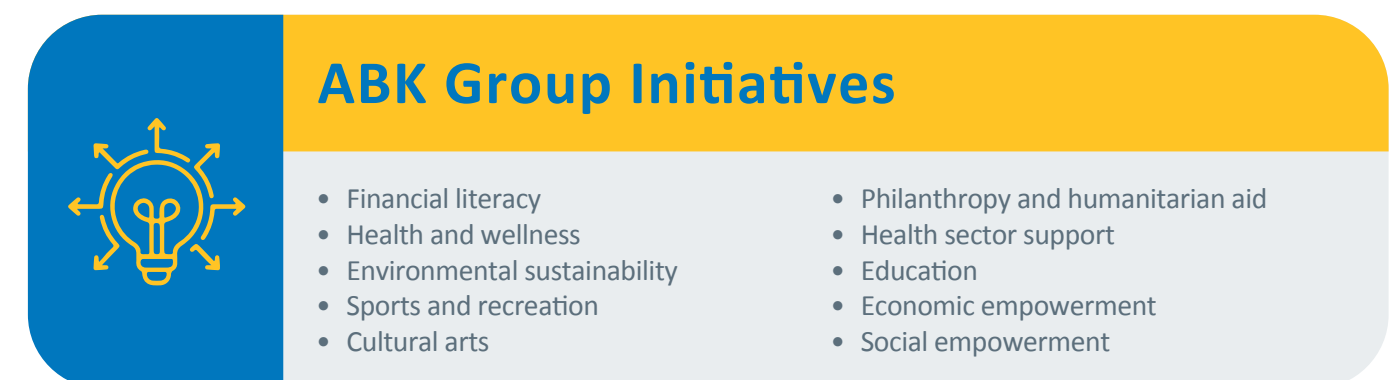 ABK Group Initiatives
• Financial literacy
• Health and wellness
• Environmental sustainability
• Sports and recreation
• Cultural arts
• Philanthropy and humanitarian aid
• Health sector support
• Education
• Economic empowerment
• Social empowerment